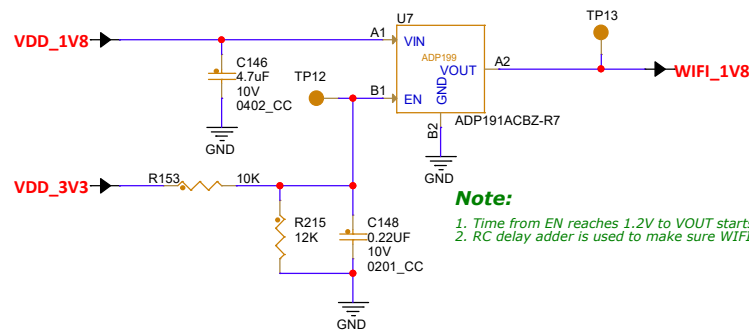 U7
TP13
VDD_1V8
A1
VIN
C146
4.7uF
10V
0402_CC
ADP199
VOUT
A2
WIFI_1V8
TP12
B1
EN
GND
B2
ADP191ACBZ-R7
GND
GND
VDD_3V3
R153
10K
Note:
1. Time from EN reaches 1.2V to VOUT starts
2. RC delay adder is used to make sure WIFI
R215
12K
C148
0.22UF
10V
0201_CC
GND